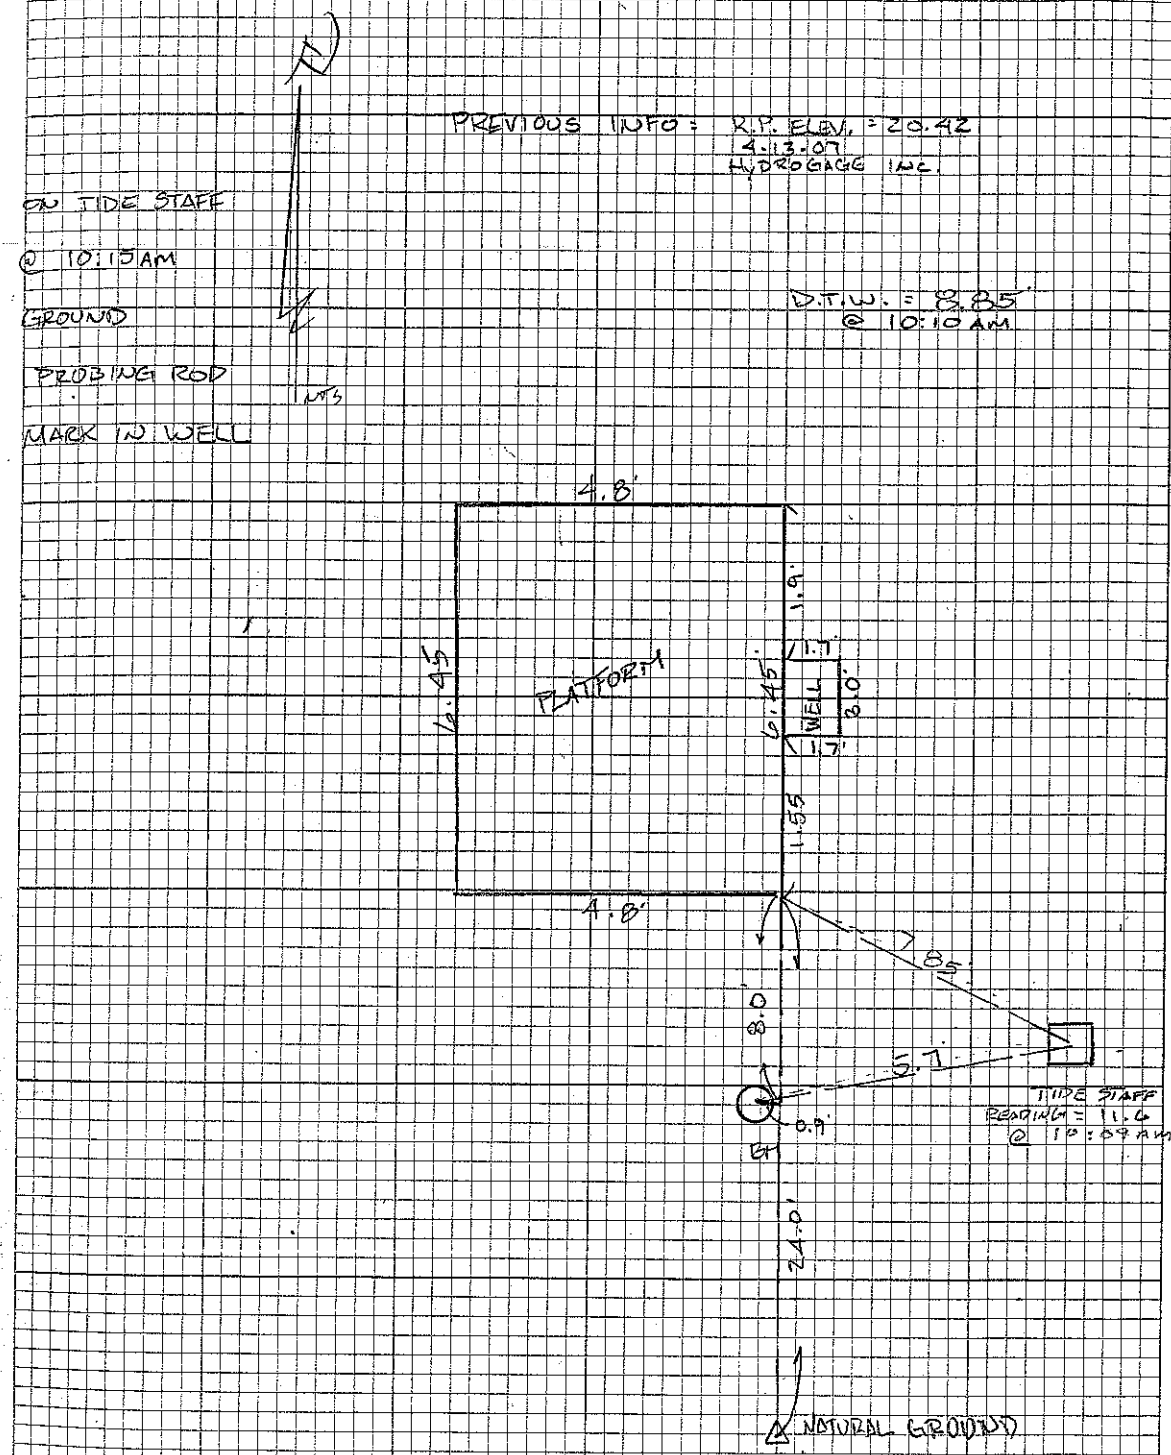 N
PREVIOUS INFO: R.P. ELEV. = 20.42
4.13.07
HYDROGAGE INC.
ON TIDE STAFF
@ 10:15 AM
GROUND
D.T.W. = 8.85'
@ 10:10 AM
PROBING ROD
NTS
MARK IN WELL
4.8'
1.9'
6.45
PLATFORM
6.45'
1.7'
WELL
3.0'
1.7'
1.55
4.8'
8.5'
8.0'
5.7'
TIDE STAFF
READING = 11.6
@ 10:09 AM
0.9'
24.0'
NATURAL GROUND